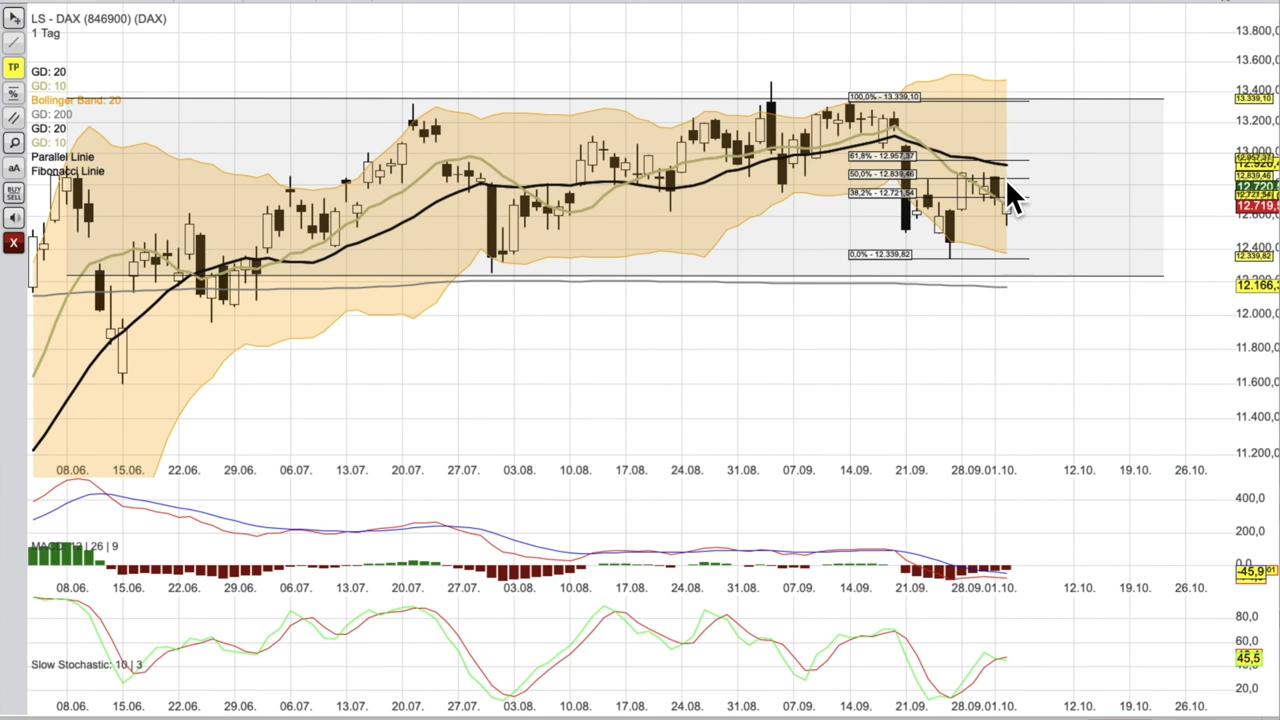 LS - DAX (846900) (DAX)
1 Tag
GD: 20
GD: 10
Bollinger Band: 20
GD: 200
GD: 20
GD: 10
Parallel Linie
Fibonacci Linie
TP
%
aA
BUY
SELL
X
100,0% - 13.339,10
61,8% - 12.957,37
50,0% - 12.839,46
38,2% - 12.721,54
0,0% - 12.339,82
13.800,0
13.600,0
13.400,0
13.339,10
13.200,0
13.000,0
12.839,46
12.720,
12.719,5
12.600,0
12.400,0
12.339,82
12.200,0
12.166,3
12.000,0
11.800,0
11.600,0
11.400,0
11.200,0
08.06. 15.06. 22.06. 29.06. 06.07. 13.07. 20.07. 27.07. 03.08. 10.08. 17.08. 24.08. 31.08. 07.09. 14.09. 21.09. 28.09. 01.10. 12.10. 19.10. 26.10.
400,0
200,0
MACD: 12 | 26 | 9
0,0
-45,9
08.06. 15.06. 22.06. 29.06. 06.07. 13.07. 20.07. 27.07. 03.08. 10.08. 17.08. 24.08. 31.08. 07.09. 14.09. 21.09. 28.09. 01.10. 12.10. 19.10. 26.10.
80,0
60,0
Slow Stochastic: 10 | 3
45,5
20,0
08.06. 15.06. 22.06. 29.06. 06.07. 13.07. 20.07. 27.07. 03.08. 10.08. 17.08. 24.08. 31.08. 07.09. 14.09. 21.09. 28.09. 01.10. 12.10. 19.10. 26.10.